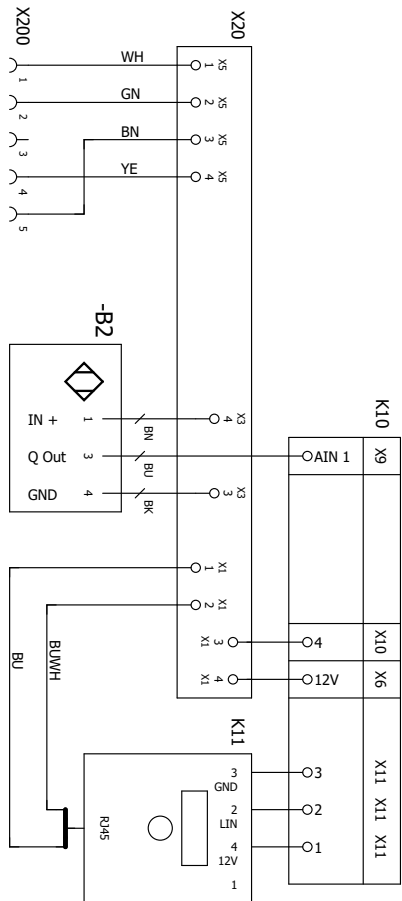 X200
1
2
3
4
5
WH
GN
BN
YE
X20
1 X5
2 X5
3 X5
4 X5
-B2
IN + 1
Q Out 3
GND 4
BN
BU
BK
4 X3
3 X3
1 X1
2 X1
X1 3
X1 4
BUWH
BU
K10
AIN 1 X9
4 X10
12V X6
3 X11
2 X11
1 X11
K11
3
GND
2
LIN
4
12V
1
RJ45